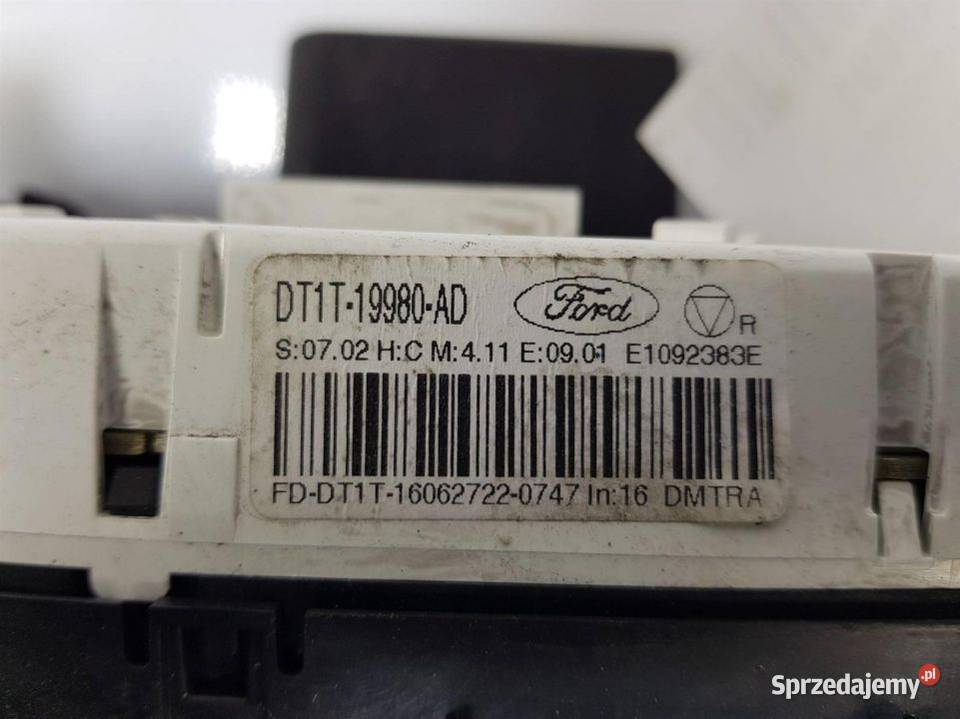 DT1T-19980-AD Ford R
S:07.02 H:C M:4.11 E:09.01 E1092383E
FD-DT1T-16062722-0747 In:16 DMTRA
Sprzedajemy.pl